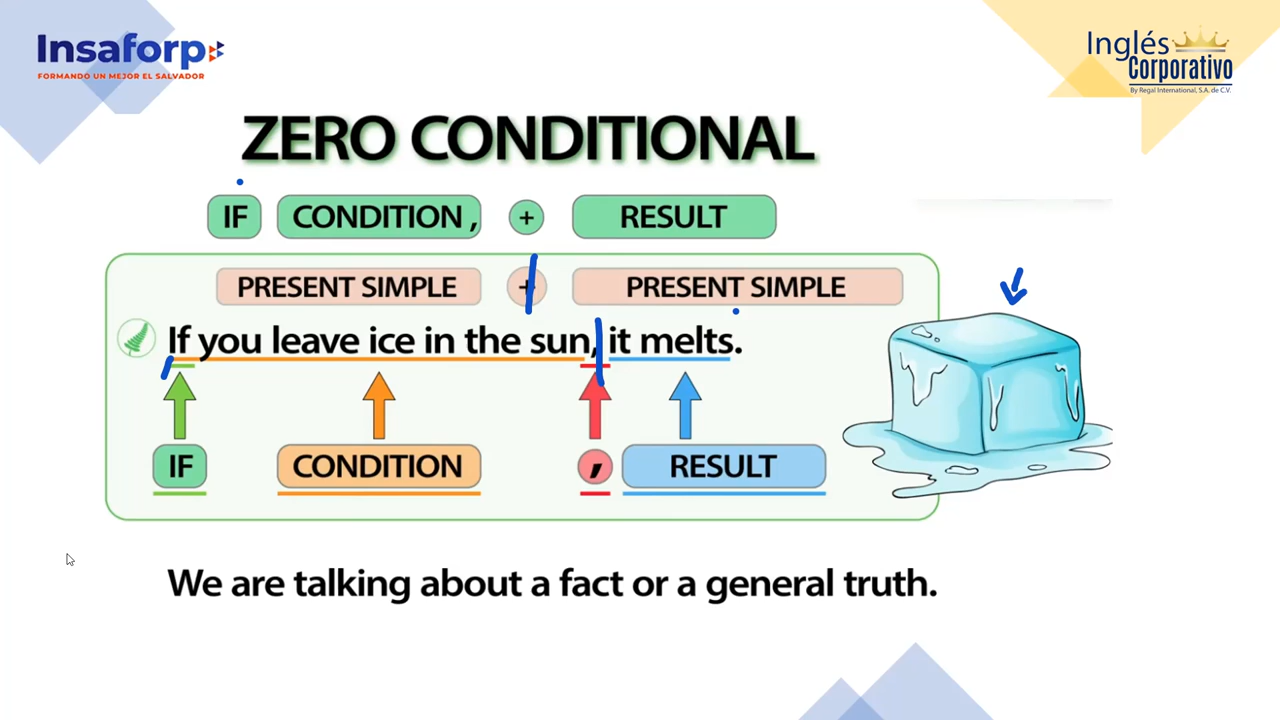 Insaforp
FORMANDO UN MEJOR EL SALVADOR
Inglés
Corporativo
By Regal International, S.A. de C.V.
ZERO CONDITIONAL
IF CONDITION , + RESULT
PRESENT SIMPLE + PRESENT SIMPLE
If you leave ice in the sun, it melts.
IF CONDITION , RESULT
We are talking about a fact or a general truth.